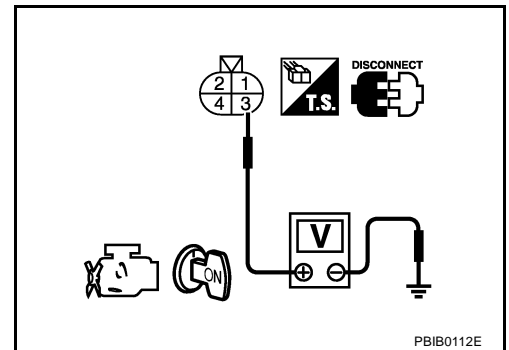 DISCONNECT
2 1
4 3
T.S.
V
+ −
ON
PBIB0112E